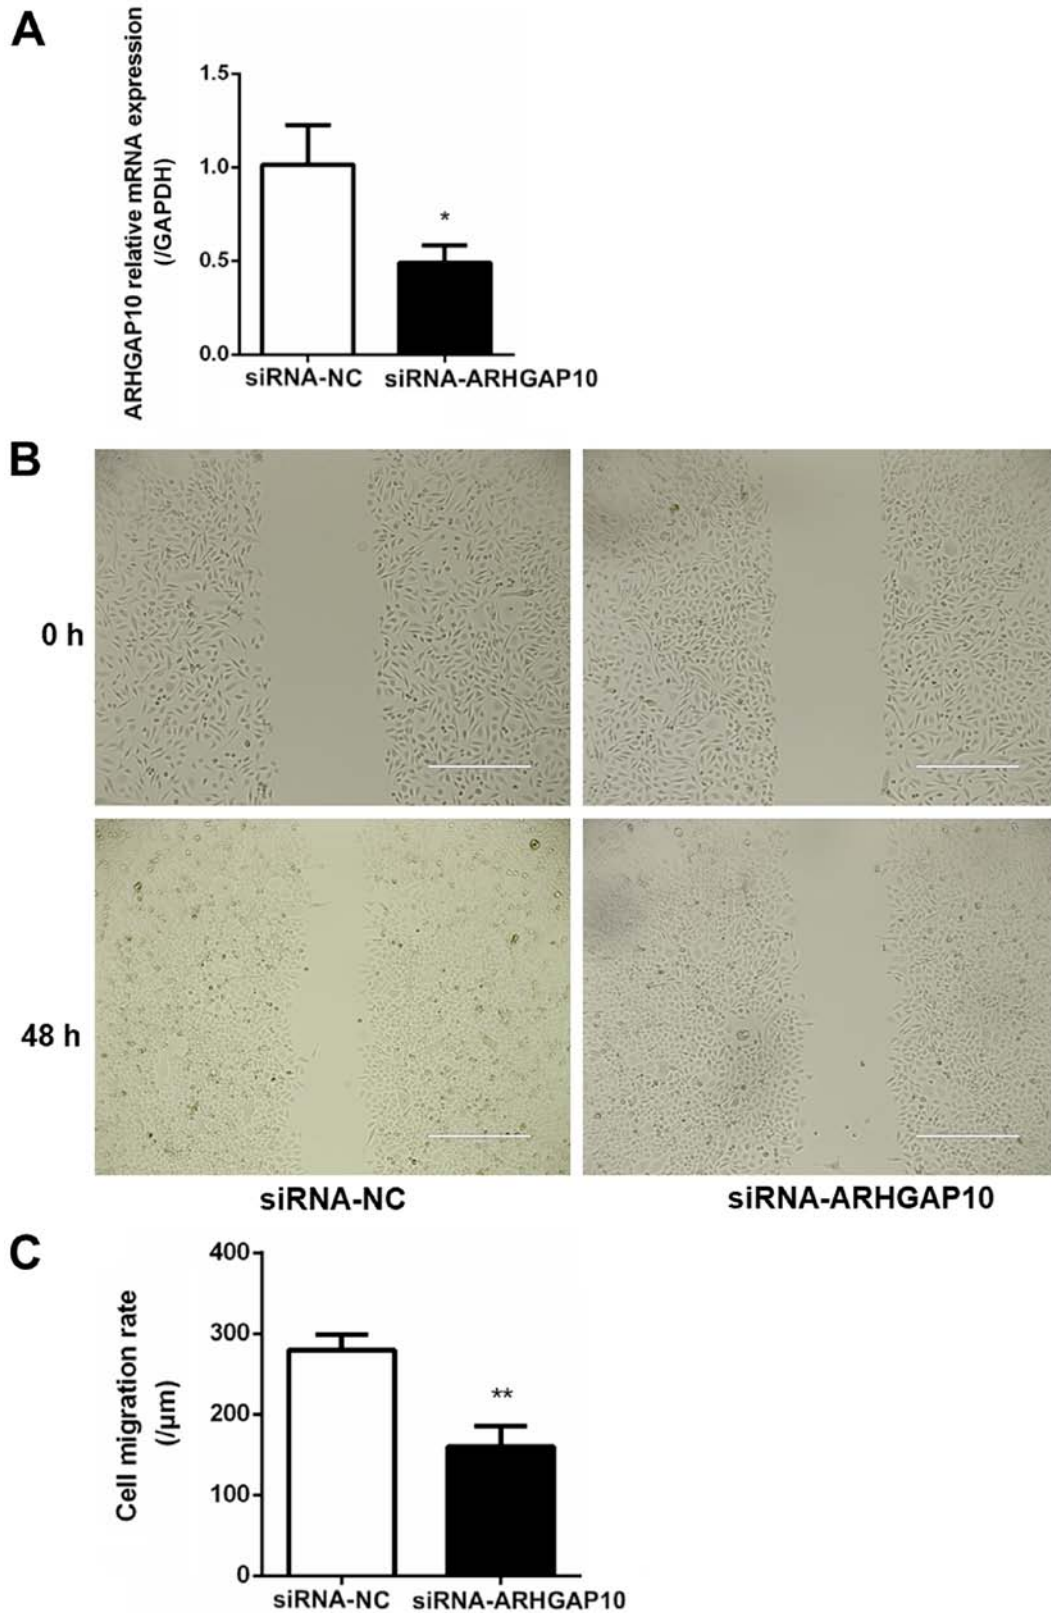 A
ARHGAP10 relative mRNA expression
(/GAPDH)
1.5
1.0
0.5
0.0
*
siRNA-NC
siRNA-ARHGAP10
B
0 h
48 h
siRNA-NC
siRNA-ARHGAP10
C
Cell migration rate
(/μm)
400
300
200
100
0
**
siRNA-NC
siRNA-ARHGAP10